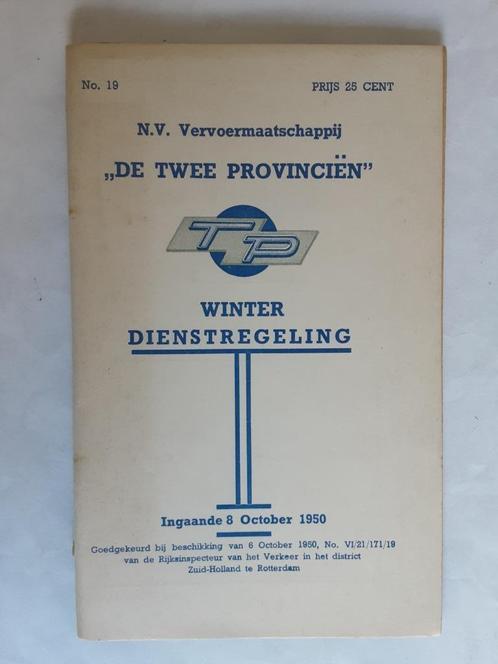 No. 19 PRIJS 25 CENT
N.V. Vervoermaatschappij
„DE TWEE PROVINCIËN”
TP
WINTER
DIENSTREGELING
Ingaande 8 October 1950
Goedgekeurd bij beschikking van 6 October 1950, No. VI/21/171/19
van de Rijksinspecteur van het Verkeer in het district
Zuid-Holland te Rotterdam